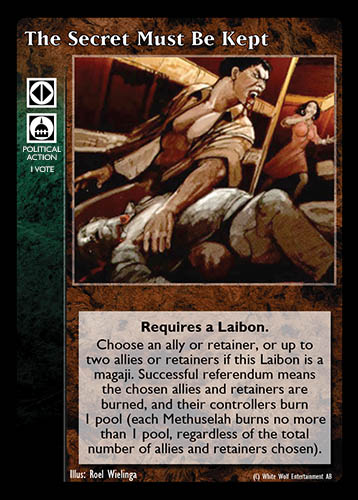 The Secret Must Be Kept
POLITICAL
ACTION
1 VOTE
Requires a Laibon.
Choose an ally or retainer, or up to
two allies or retainers if this Laibon is a
magaji. Successful referendum means
the chosen allies and retainers are
burned, and their controllers burn
1 pool (each Methuselah burns no more
than 1 pool, regardless of the total
number of allies and retainers chosen).
Illus: Roel Wielinga
(C) White Wolf Entertainment AB